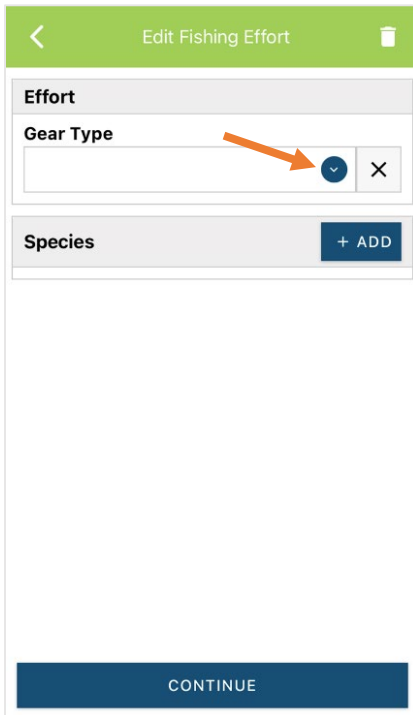 Edit Fishing Effort
Effort
Gear Type
Species
+ ADD
CONTINUE